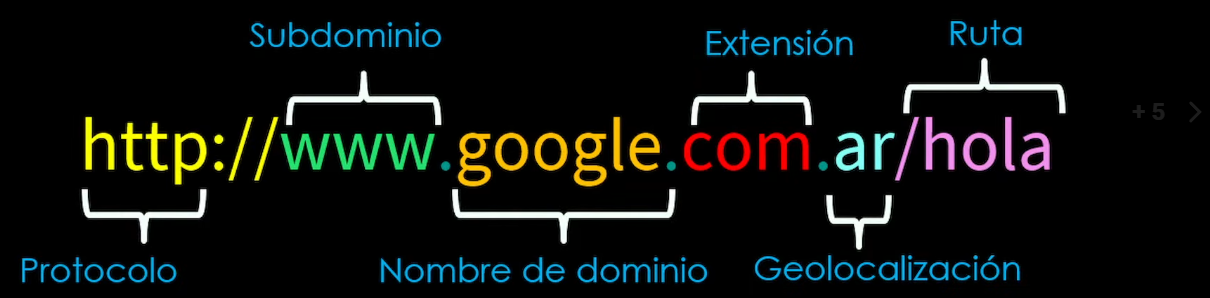 Subdominio
Extensión
Ruta
http://www.google.com.ar/hola
+5
Protocolo
Nombre de dominio
Geolocalización